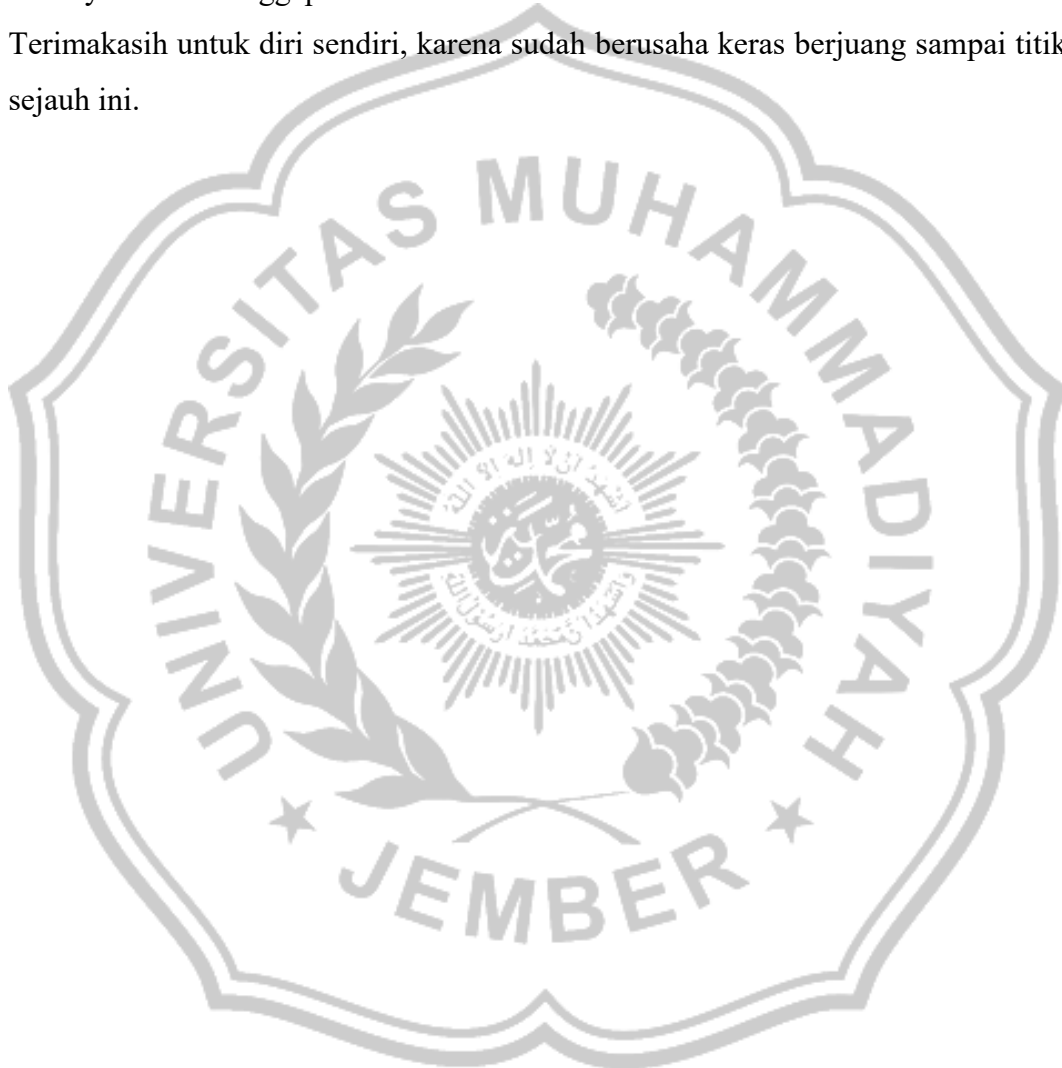 Terimakasih untuk diri sendiri, karena sudah berusaha keras berjuang sampai titik
sejauh ini.
UNIVERSITAS MUHAMMADIYAH
JEMBER